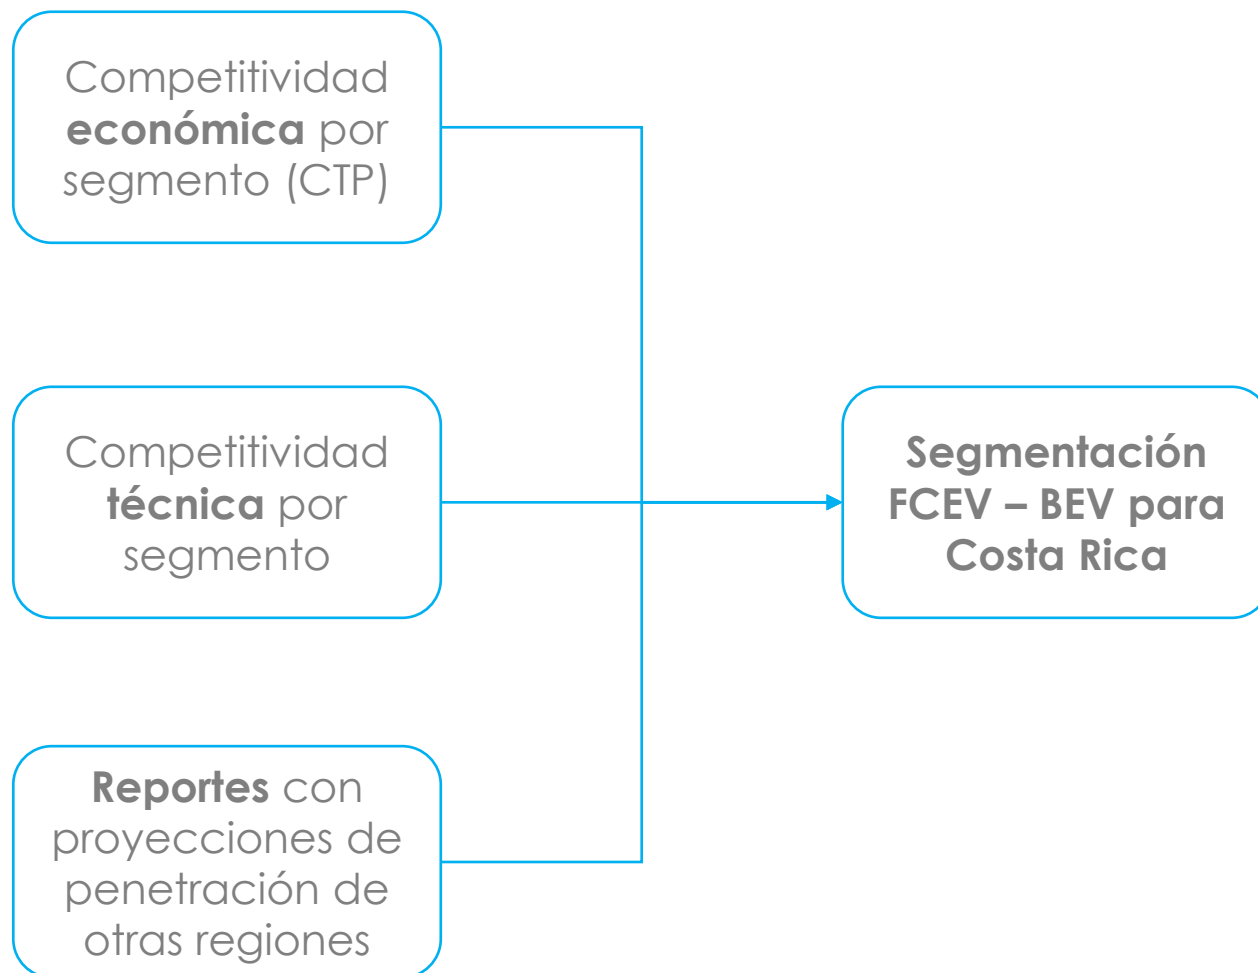 Competitividad
económica por
segmento (CTP)
Competitividad
técnica por
segmento
Reportes con
proyecciones de
penetración de
otras regiones
Segmentación
FCEV – BEV para
Costa Rica